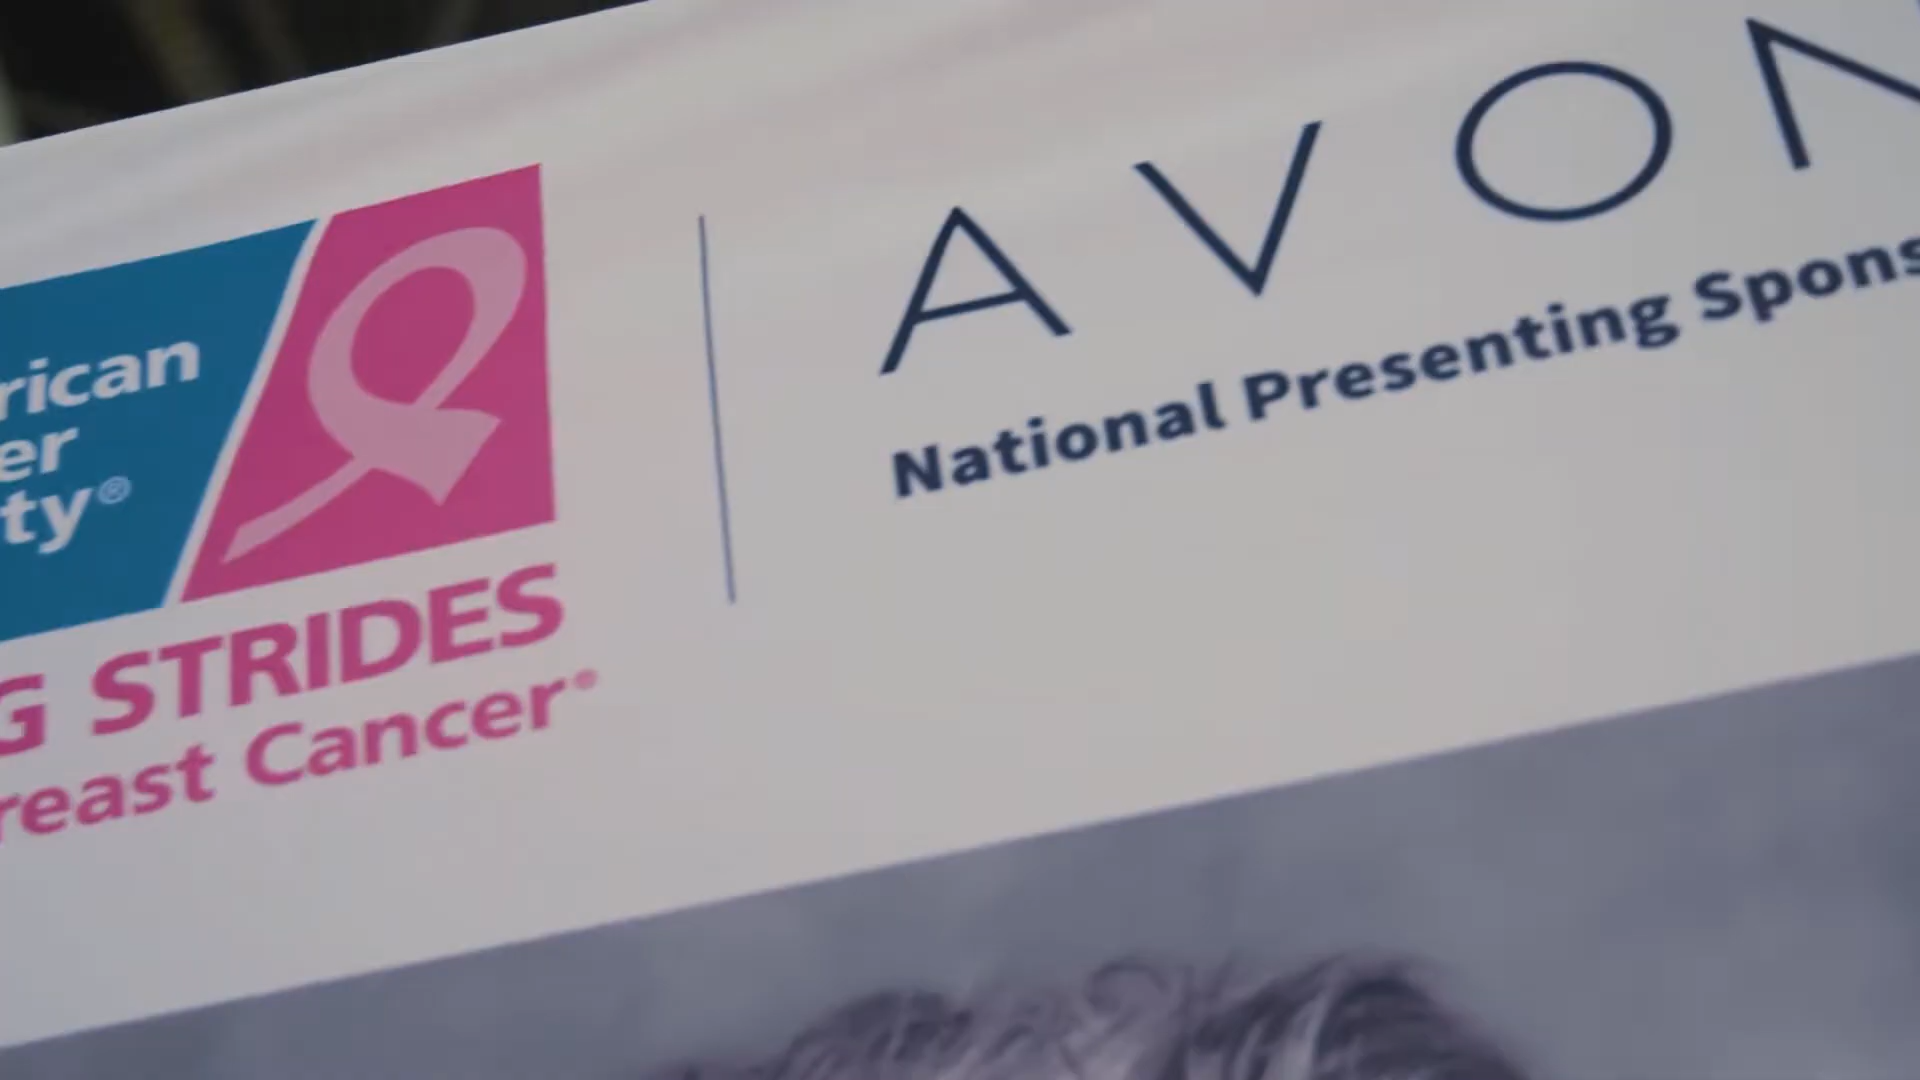 rican
er
ty®
G STRIDES
reast Cancer®
AVON
National Presenting Spons